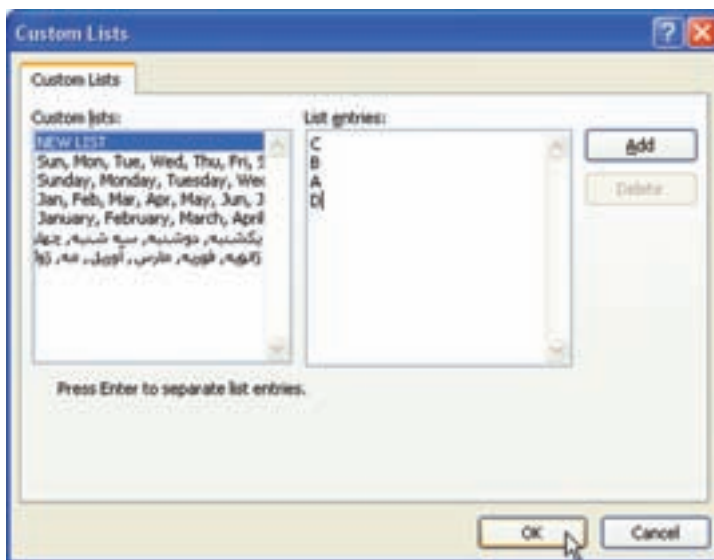 Custom Lists
Custom Lists
Custom lists:
NEW LIST
Sun, Mon, Tue, Wed, Thu, Fri, S
Sunday, Monday, Tuesday, Wed
Jan, Feb, Mar, Apr, May, Jun, J
January, February, March, April
یکشنبه, دوشنبه, سه شنبه, چهار
ژانویه, فوریه, مارس, آوریل, مه, ژوا
List entries:
C
B
A
D
Add
Delete
Press Enter to separate list entries.
OK
Cancel